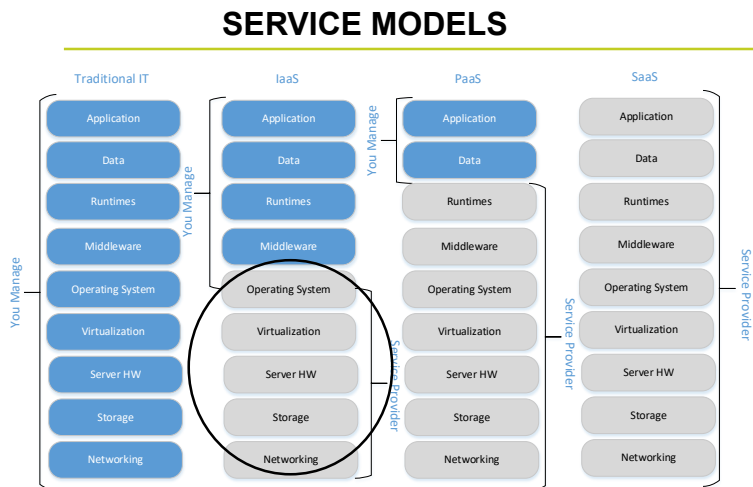 SERVICE MODELS
Traditional IT
You Manage
Application
Data
Runtimes
Middleware
Operating System
Virtualization
Server HW
Storage
Networking
IaaS
You Manage
Application
Data
Runtimes
Middleware
Operating System
Virtualization
Server HW
Storage
Networking
Service Provider
PaaS
You Manage
Application
Data
Runtimes
Middleware
Operating System
Virtualization
Server HW
Storage
Networking
Service Provider
SaaS
Application
Data
Runtimes
Middleware
Operating System
Virtualization
Server HW
Storage
Networking
Service Provider